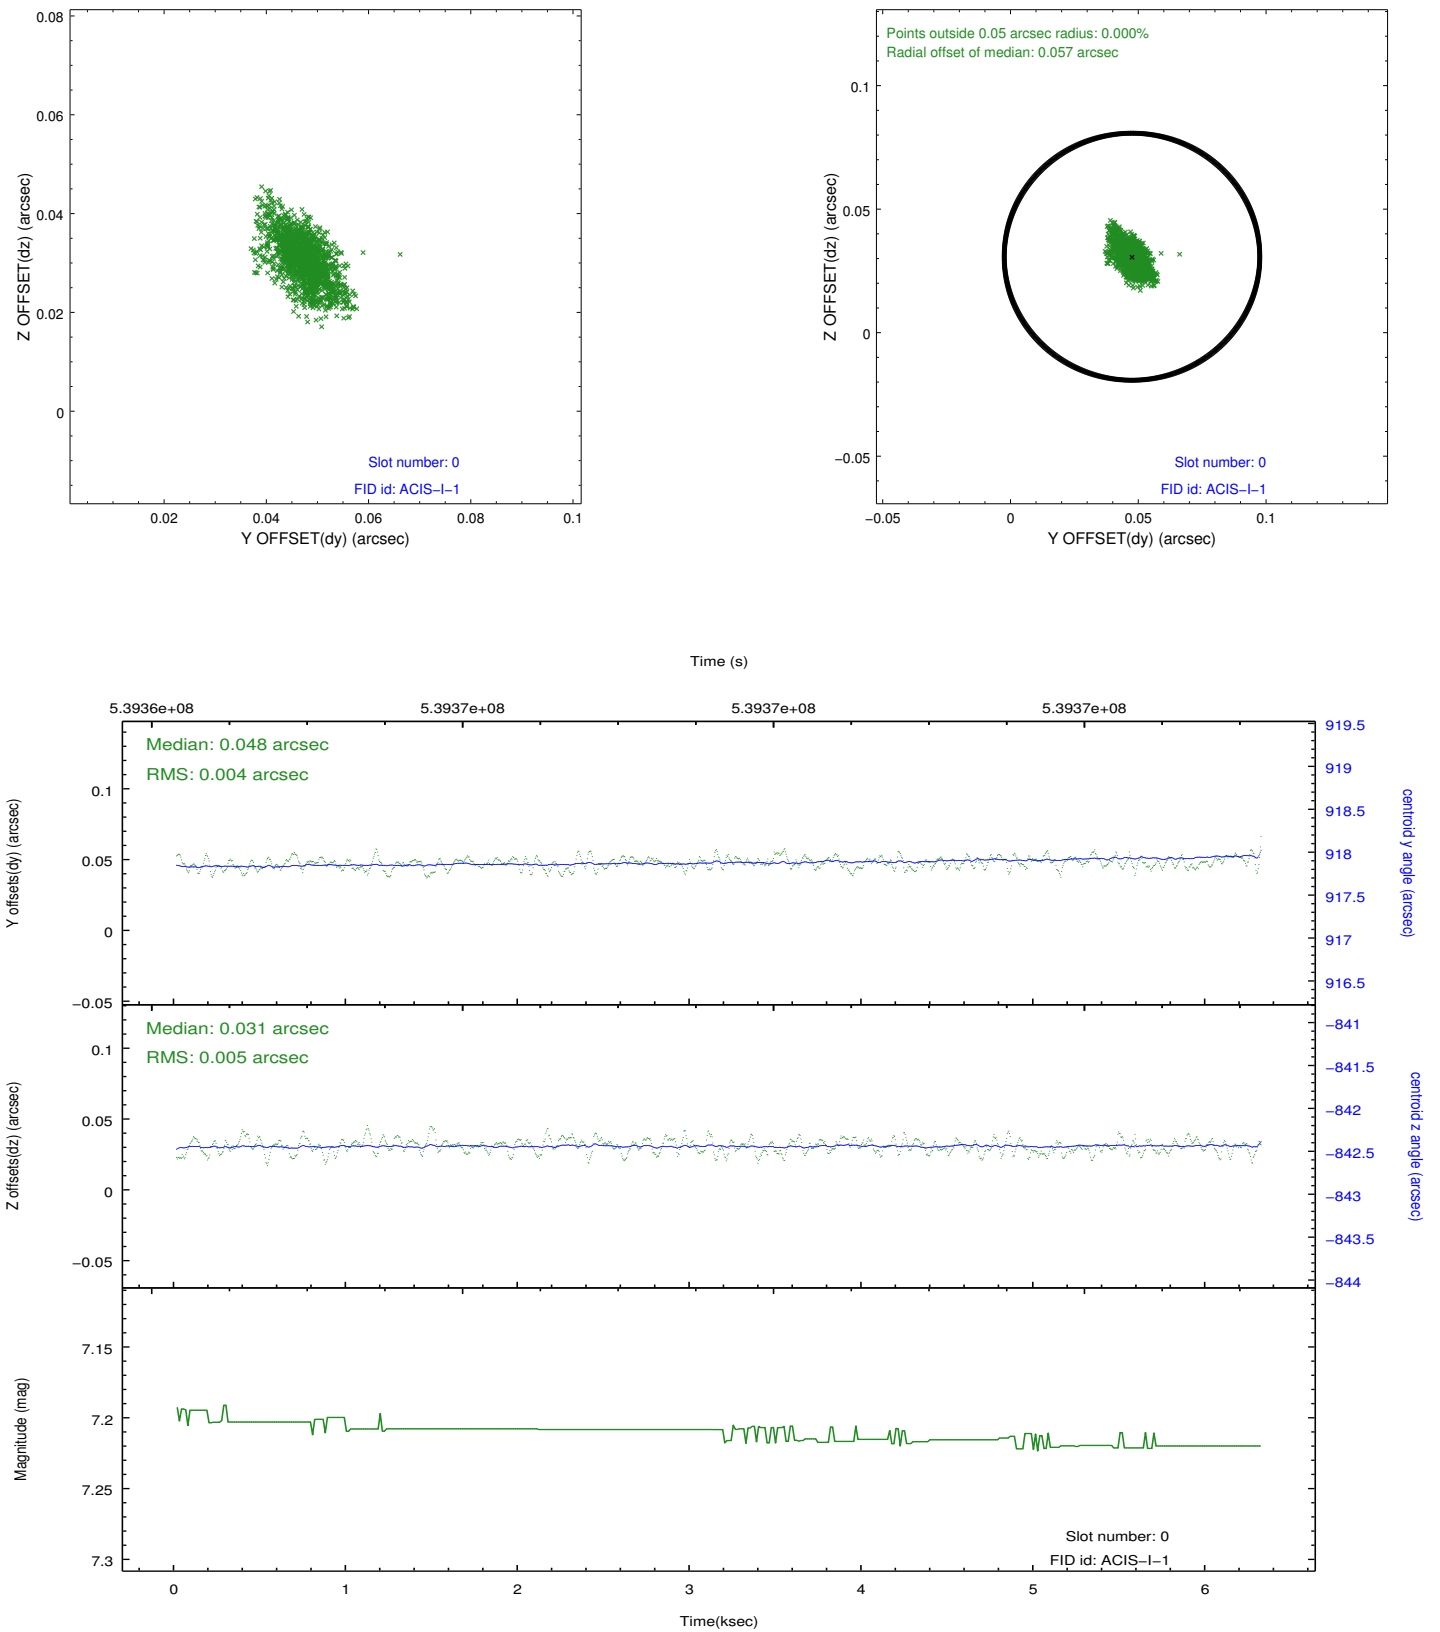 0.08
0.06
0.04
0.02
0
Z OFFSET(dz) (arcsec)
Slot number: 0
FID id: ACIS−I−1
0.02 0.04 0.06 0.08 0.1
Y OFFSET(dy) (arcsec)
Points outside 0.05 arcsec radius: 0.000%
Radial offset of median: 0.057 arcsec
0.1
0.05
0
−0.05
Z OFFSET(dz) (arcsec)
Slot number: 0
FID id: ACIS−I−1
−0.05 0 0.05 0.1
Y OFFSET(dy) (arcsec)
Time (s)
5.3936e+08 5.3937e+08 5.3937e+08 5.3937e+08
Median: 0.048 arcsec
RMS: 0.004 arcsec
0.1
0.05
0
−0.05
Y offsets(dy) (arcsec)
919.5
919
918.5
918
917.5
917
916.5
centroid y angle (arcsec)
Median: 0.031 arcsec
RMS: 0.005 arcsec
0.1
0.05
0
−0.05
Z offsets(dz) (arcsec)
−841
−841.5
−842
−842.5
−843
−843.5
−844
centroid z angle (arcsec)
7.15
7.2
7.25
7.3
Magnitude (mag)
Slot number: 0
FID id: ACIS−I−1
0 1 2 3 4 5 6
Time(ksec)